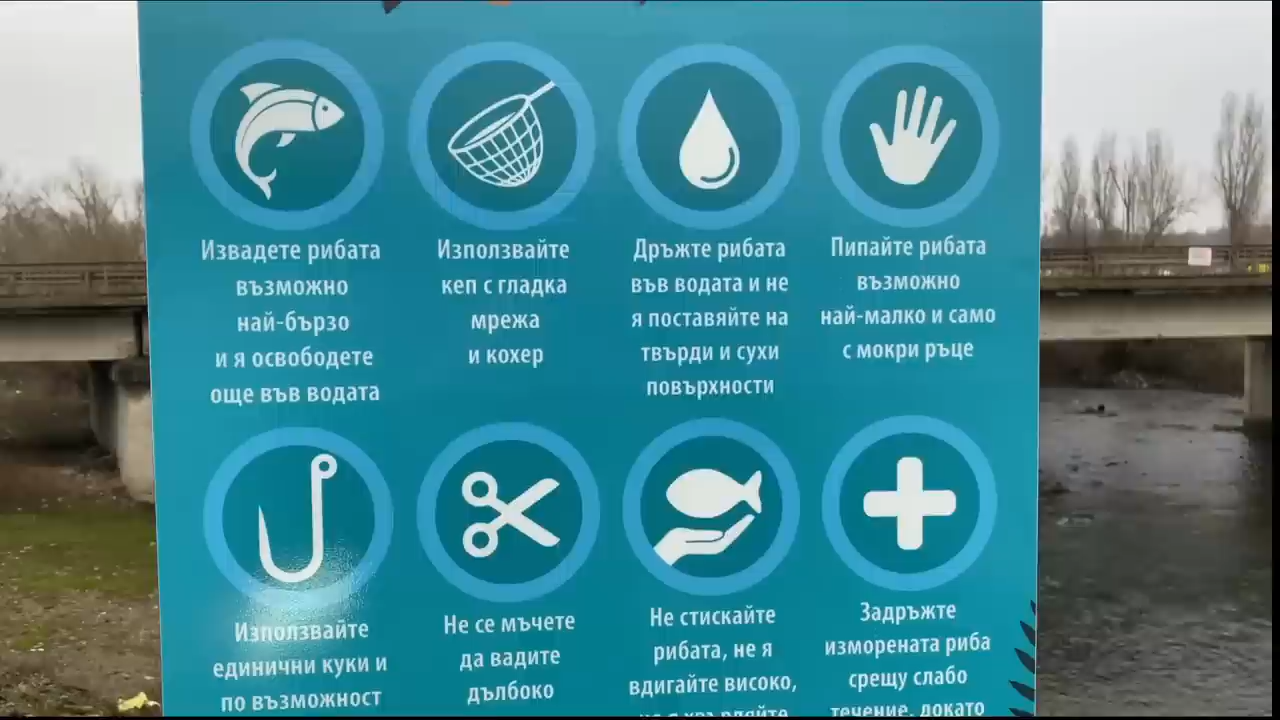 Извадете рибата
възможно
най-бързо
и я освободете
още във водата
Използвайте
кеп с гладка
мрежа
и кохер
Дръжте рибата
във водата и не
я поставяйте на
твърди и сухи
повърхности
Пипайте рибата
възможно
най-малко и само
с мокри ръце
Използвайте
единични куки и
по възможност
Не се мъчете
да вадите
дълбоко
Не стискайте
рибата, не я
вдигайте високо,
Задръжте
изморената риба
срещу слабо
течение, докато